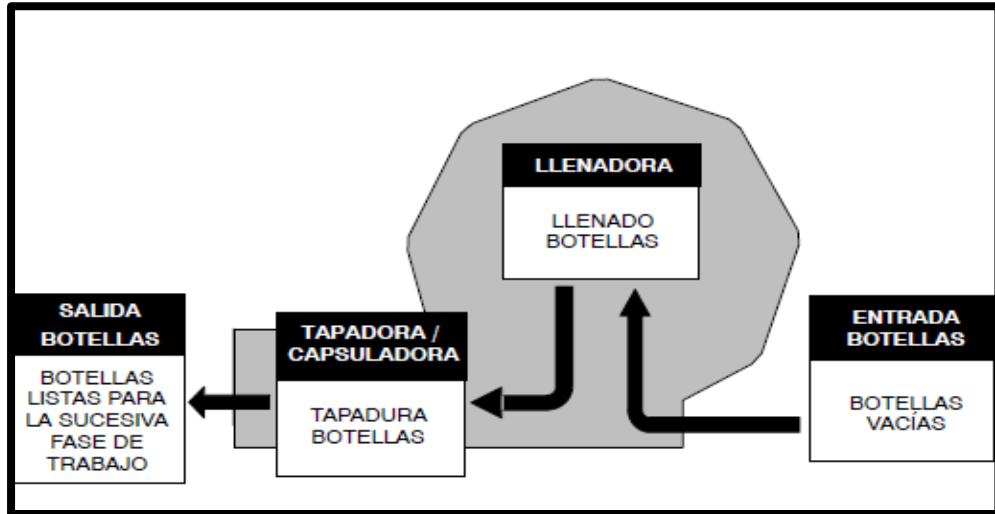 LLENADORA
LLENADO
BOTELLAS
SALIDA
BOTELLAS
BOTELLAS
LISTAS PARA
LA SUCESIVA
FASE DE
TRABAJO
TAPADORA /
CAPSULADORA
TAPADURA
BOTELLAS
ENTRADA
BOTELLAS
BOTELLAS
VACÍAS